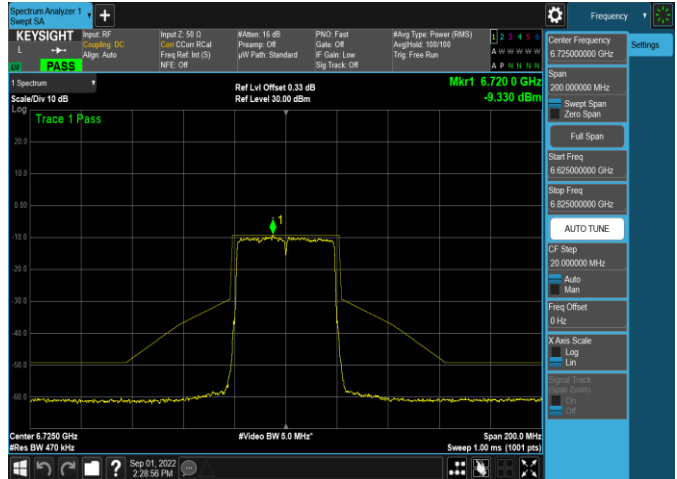 Spectrum Analyzer 1
Swept SA
Frequency
KEYSIGHT
L
PASS
Input: RF
Coupling: DC
Align: Auto
Input Z: 50 Ω
Corr CCorr RCal
Freq Ref: Int (S)
NFE: Off
#Atten: 16 dB
Preamp: Off
µW Path: Standard
PNO: Fast
Gate: Off
IF Gain: Low
Sig Track: Off
#Avg Type: Power (RMS)
Avg|Hold: 100/100
Trig: Free Run
1 2 3 4 5 6
A W W W W W
A P N N N N
1 Spectrum
Scale/Div 10 dB
Log
Ref Lvl Offset 0.33 dB
Ref Level 30.00 dBm
Mkr1 6.720 0 GHz
-9.330 dBm
Trace 1 Pass
20.0
10.0
0.00
-10.0
-20.0
-30.0
-40.0
-50.0
-60.0
1
Center 6.7250 GHz
#Res BW 470 kHz
#Video BW 5.0 MHz*
Span 200.0 MHz
Sweep 1.00 ms (1001 pts)
Sep 01, 2022
2:28:56 PM
Center Frequency
6.725000000 GHz
Settings
Span
200.000000 MHz
Swept Span
Zero Span
Full Span
Start Freq
6.625000000 GHz
Stop Freq
6.825000000 GHz
AUTO TUNE
CF Step
20.000000 MHz
Auto
Man
Freq Offset
0 Hz
X Axis Scale
Log
Lin
Signal Track
(Span Zoom)
On
Off